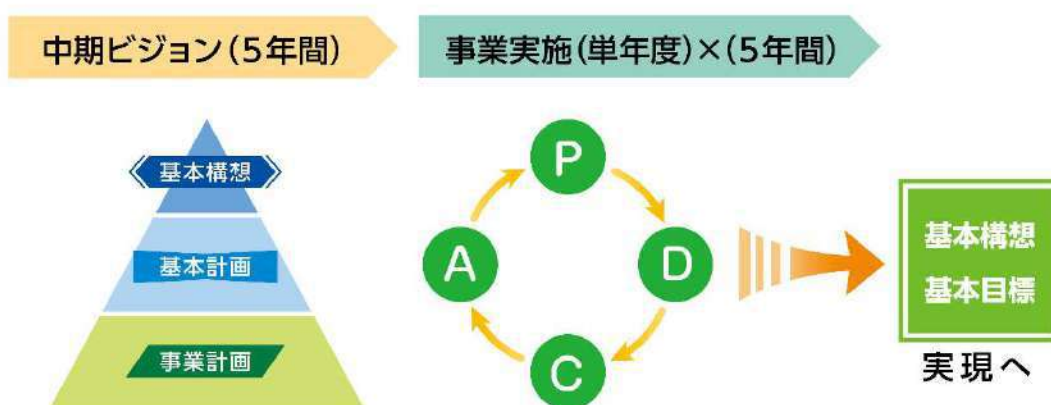 中期ビジョン(5年間)
事業実施(単年度)×(5年間)
基本構想
基本計画
事業計画
P
D
C
A
基本構想
基本目標
実現へ